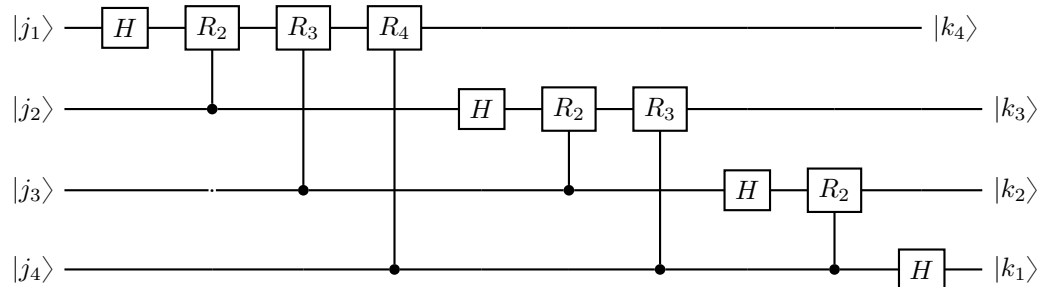 |j₁⟩ H R₂ R₃ R₄ |k₄⟩
|j₂⟩ H R₂ R₃ |k₃⟩
|j₃⟩ H R₂ |k₂⟩
|j₄⟩ H |k₁⟩